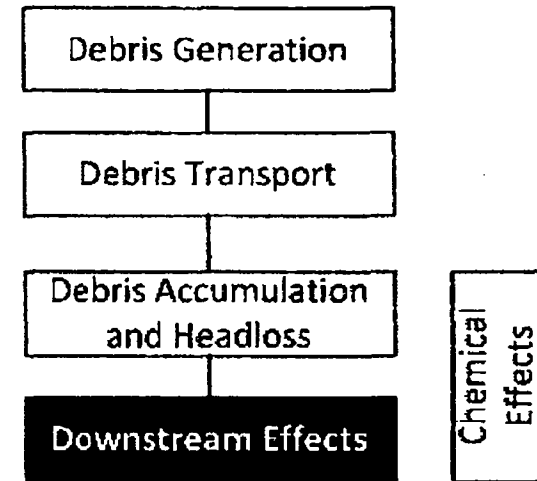 Debris Generation
Debris Transport
Debris Accumulation
and Headloss
Downstream Effects
Chemical
Effects